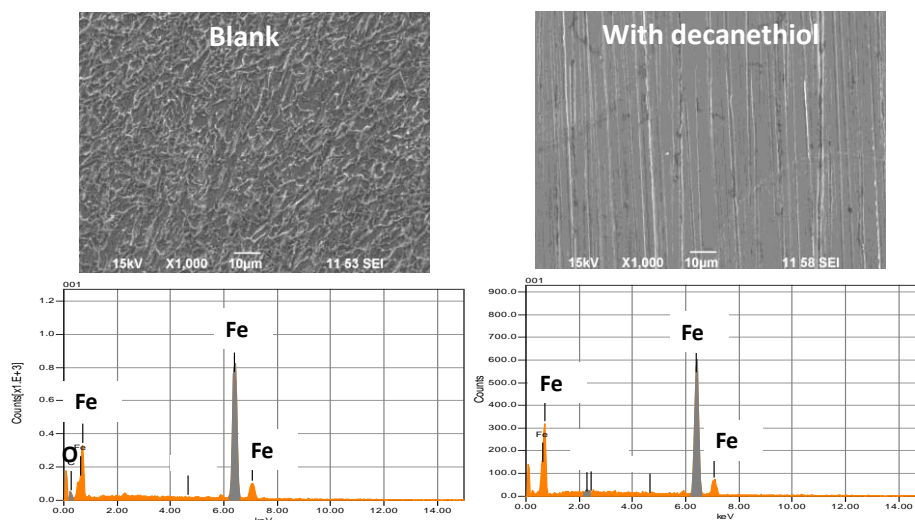 Blank
15kV X1,000 10µm 11 53 SEI
With decanethiol
15kV X1,000 10µm 11 58 SEI
001
1.2
1.0
0.8
0.6
0.4
0.2
0.0
Counts[x1.E+3]
Fe
Fe
Fe
Fe
O
0.00 2.00 4.00 6.00 8.00 10.00 12.00 14.00
keV
001
900.0
800.0
700.0
600.0
500.0
400.0
300.0
200.0
100.0
0.0
Counts
Fe
Fe
Fe
Fe
0.00 2.00 4.00 6.00 8.00 10.00 12.00 14.00
keV